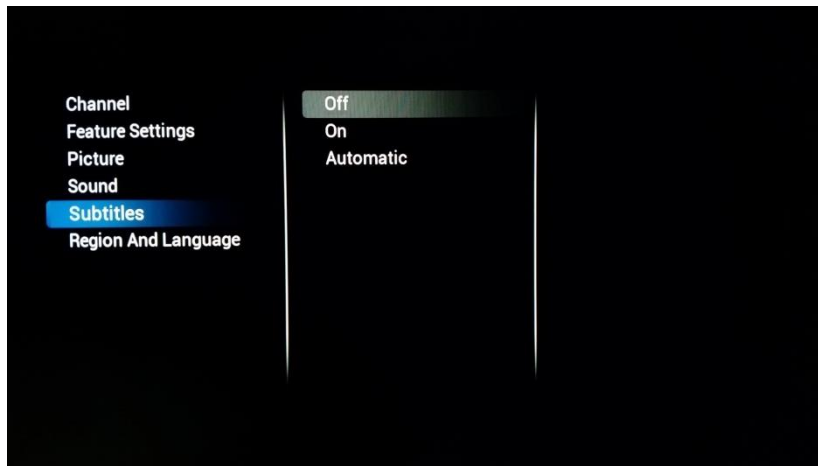 Channel
Feature Settings
Picture
Sound
Subtitles
Region And Language
Off
On
Automatic